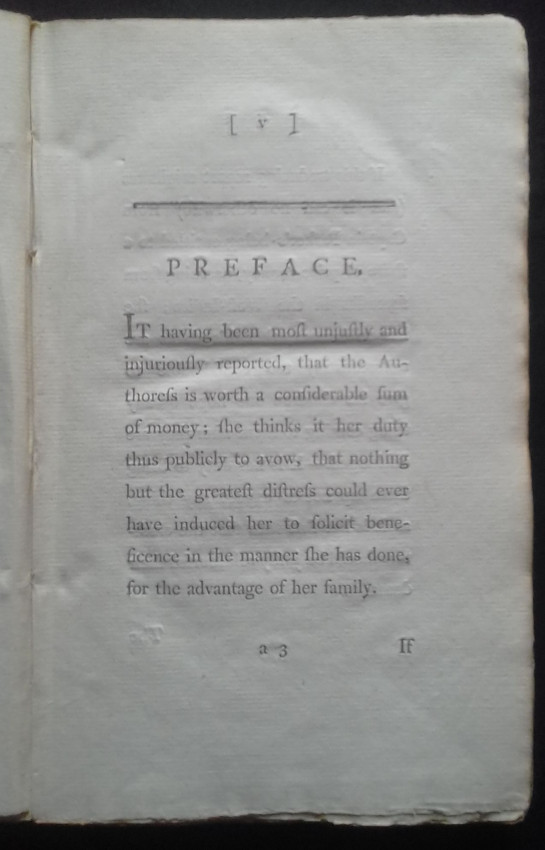 [ v ]
PREFACE.
IT having been moſt unjuſtly and
injuriouſly reported, that the Au-
thoreſs is worth a conſiderable ſum
of money; ſhe thinks it her duty
thus publicly to avow, that nothing
but the greateſt diſtreſs could ever
have induced her to ſolicit bene-
ficence in the manner ſhe has done,
for the advantage of her family.
a 3 If